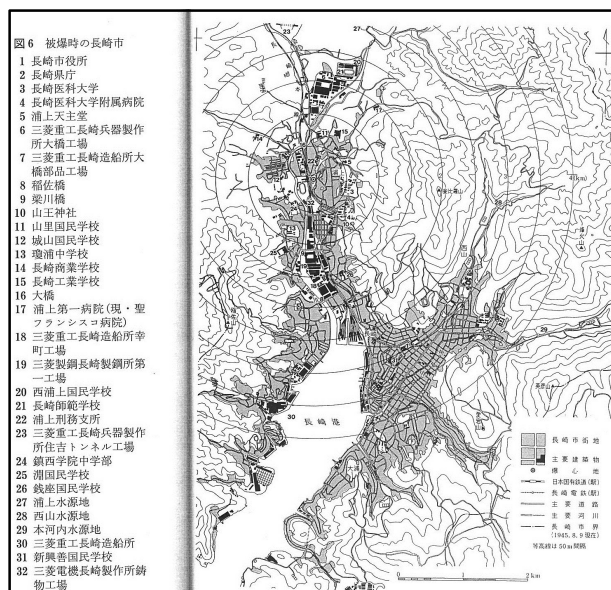 図6 被爆時の長崎市
1 長崎市役所
2 長崎県庁
3 長崎医科大学
4 長崎医科大学附属病院
5 浦上天主堂
6 三菱重工長崎兵器製作
所大橋工場
7 三菱重工長崎造船所大
橋部品工場
8 稲佐橋
9 梁川橋
10 山王神社
11 山里国民学校
12 城山国民学校
13 瓊浦中学校
14 長崎商業学校
15 長崎工業学校
16 大橋
17 浦上第一病院(現・聖
フランシスコ病院)
18 三菱重工長崎造船所幸
町工場
19 三菱製鋼長崎製鋼所第
一工場
20 西浦上国民学校
21 長崎師範学校
22 浦上刑務支所
23 三菱重工長崎兵器製作
所住吉トンネル工場
24 鎮西学院中学部
25 淵国民学校
26 銭座国民学校
27 浦上水源地
28 西山水源地
29 本河内水源地
30 三菱重工長崎造船所
31 新興善国民学校
32 三菱電機長崎製作所鋳
物工場
23
27
20
21
4(km)
28
25
29
30
長崎港
大浦
長崎市街地
主要建築物
爆心地
日本国有鉄道(駅)
長崎電鉄(駅)
主要道路
主要河川
長崎市界
(1945.8.9現在)
等高線は50m間隔
0 1 2km